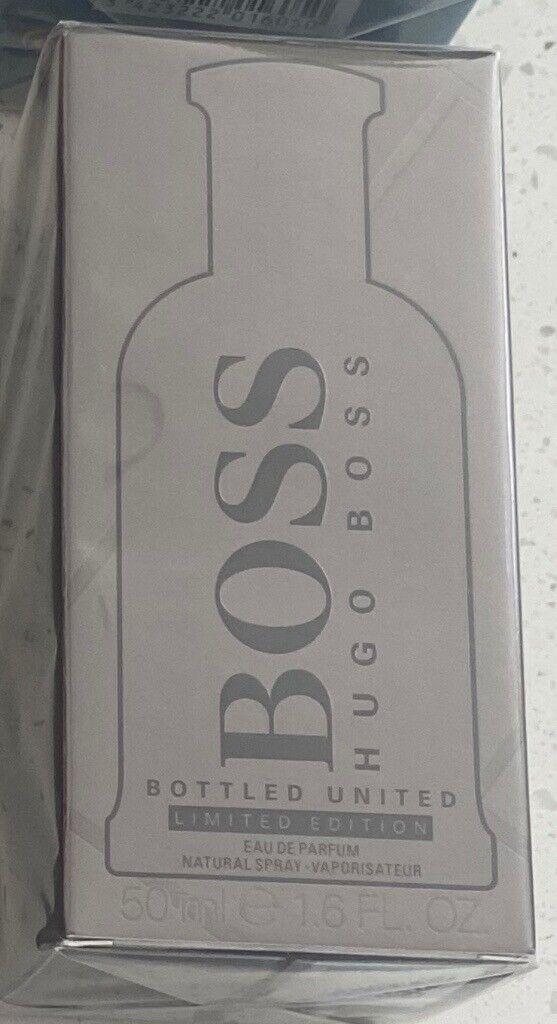 BOSS
HUGO BOSS
BOTTLED UNITED
LIMITED EDITION
EAU DE PARFUM
NATURAL SPRAY - VAPORISATEUR
50 ml ℮ 1.6 FL. OZ.